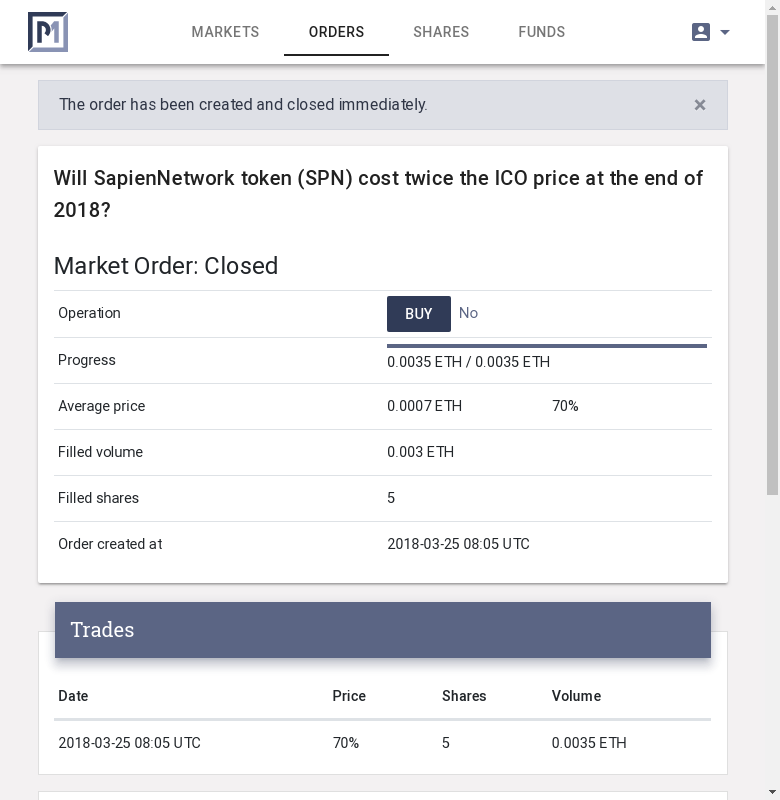 MARKETS ORDERS SHARES FUNDS
The order has been created and closed immediately. ×
Will SapienNetwork token (SPN) cost twice the ICO price at the end of
2018?
Market Order: Closed
Operation BUY No
Progress 0.0035 ETH / 0.0035 ETH
Average price 0.0007 ETH 70%
Filled volume 0.003 ETH
Filled shares 5
Order created at 2018-03-25 08:05 UTC
Trades
Date Price Shares Volume
2018-03-25 08:05 UTC 70% 5 0.0035 ETH